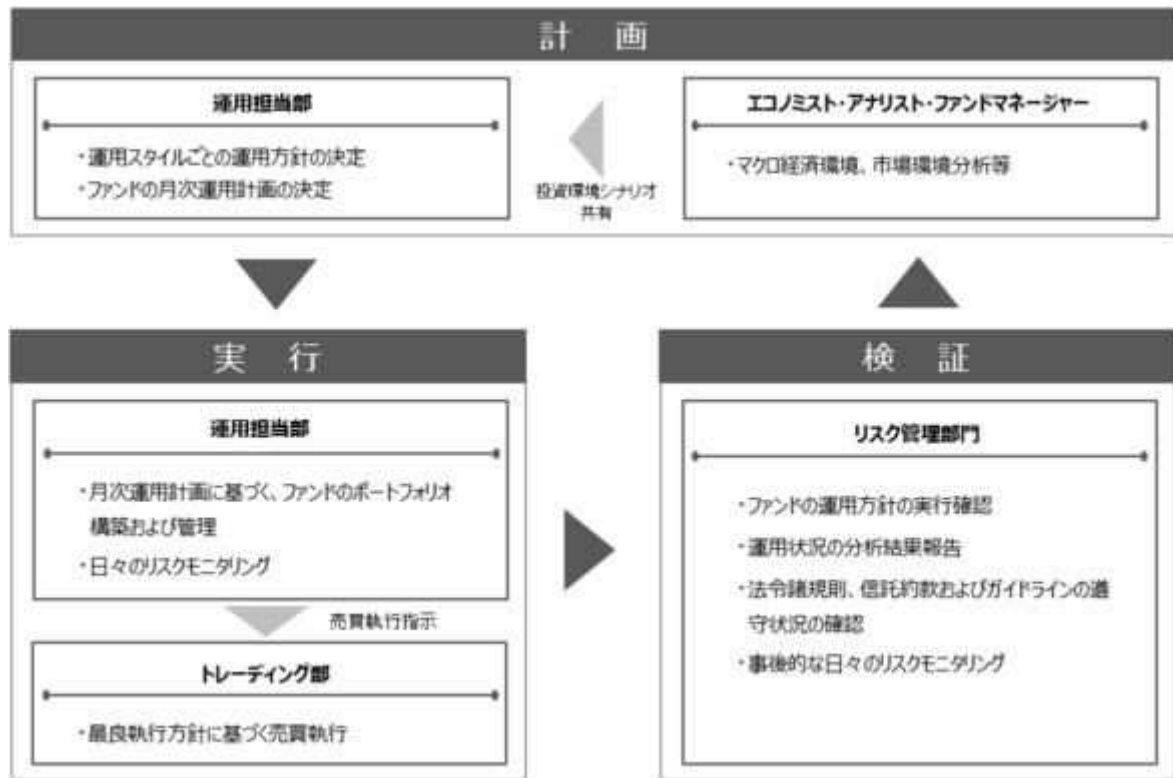 計 画
運用担当部
・運用スタイルごとの運用方針の決定
・ファンドの月次運用計画の決定
投資環境シナリオ
共有
エコノミスト・アナリスト・ファンドマネージャー
・マクロ経済環境、市場環境分析等
実 行
運用担当部
・月次運用計画に基づく、ファンドのポートフォリオ
構築および管理
・日々のリスクモニタリング
売買執行指示
トレーディング部
・最良執行方針に基づく売買執行
検 証
リスク管理部門
・ファンドの運用方針の実行確認
・運用状況の分析結果報告
・法令諸規則、信託約款およびガイドラインの遵
守状況の確認
・事後的な日々のリスクモニタリング